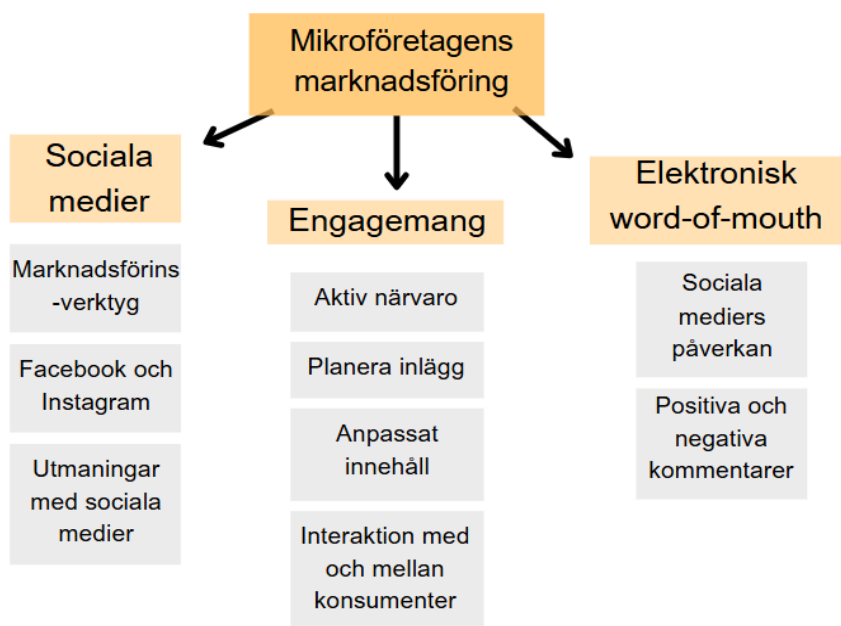 Mikroföretagens
marknadsföring
Sociala
medier
Marknadsförins
-verktyg
Facebook och
Instagram
Utmaningar
med sociala
medier
Engagemang
Aktiv närvaro
Planera inlägg
Anpassat
innehåll
Interaktion med
och mellan
konsumenter
Elektronisk
word-of-mouth
Sociala
mediers
påverkan
Positiva och
negativa
kommentarer